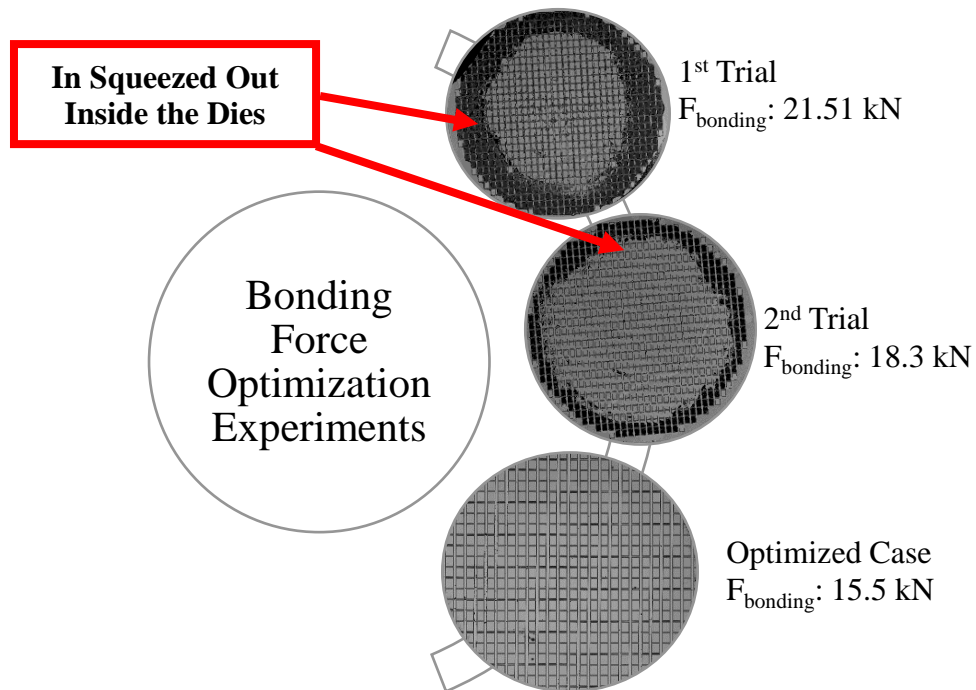 In Squeezed Out
Inside the Dies
1st Trial
Fbonding: 21.51 kN
Bonding
Force
Optimization
Experiments
2nd Trial
Fbonding: 18.3 kN
Optimized Case
Fbonding: 15.5 kN